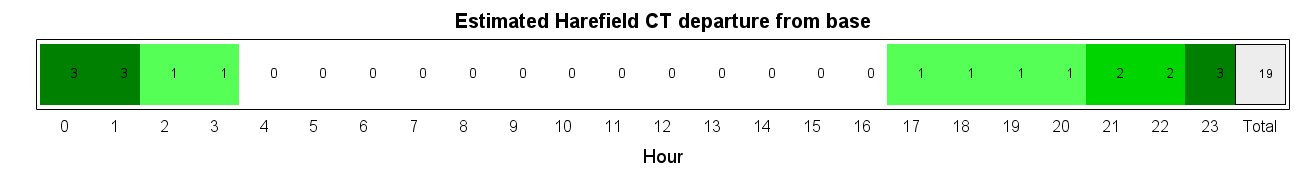 Estimated Harefield CT departure from base
3 3 1 1 0 0 0 0 0 0 0 0 0 0 0 0 0 1 1 1 1 2 2 3 19
0 1 2 3 4 5 6 7 8 9 10 11 12 13 14 15 16 17 18 19 20 21 22 23 Total
Hour